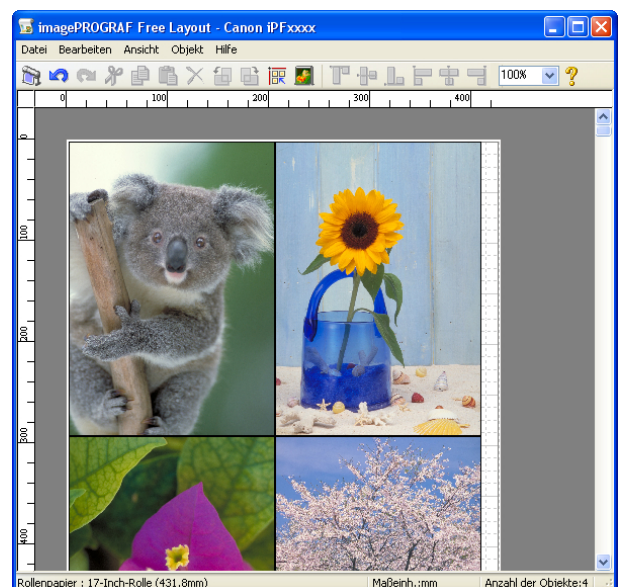 imagePROGRAF Free Layout - Canon iPFxxxx
Datei Bearbeiten Ansicht Objekt Hilfe
100%
0 100 200 300 400
0
100
200
300
400
Rollenpapier : 17-Inch-Rolle (431.8mm) Maßeinh.:mm Anzahl der Objekte:4